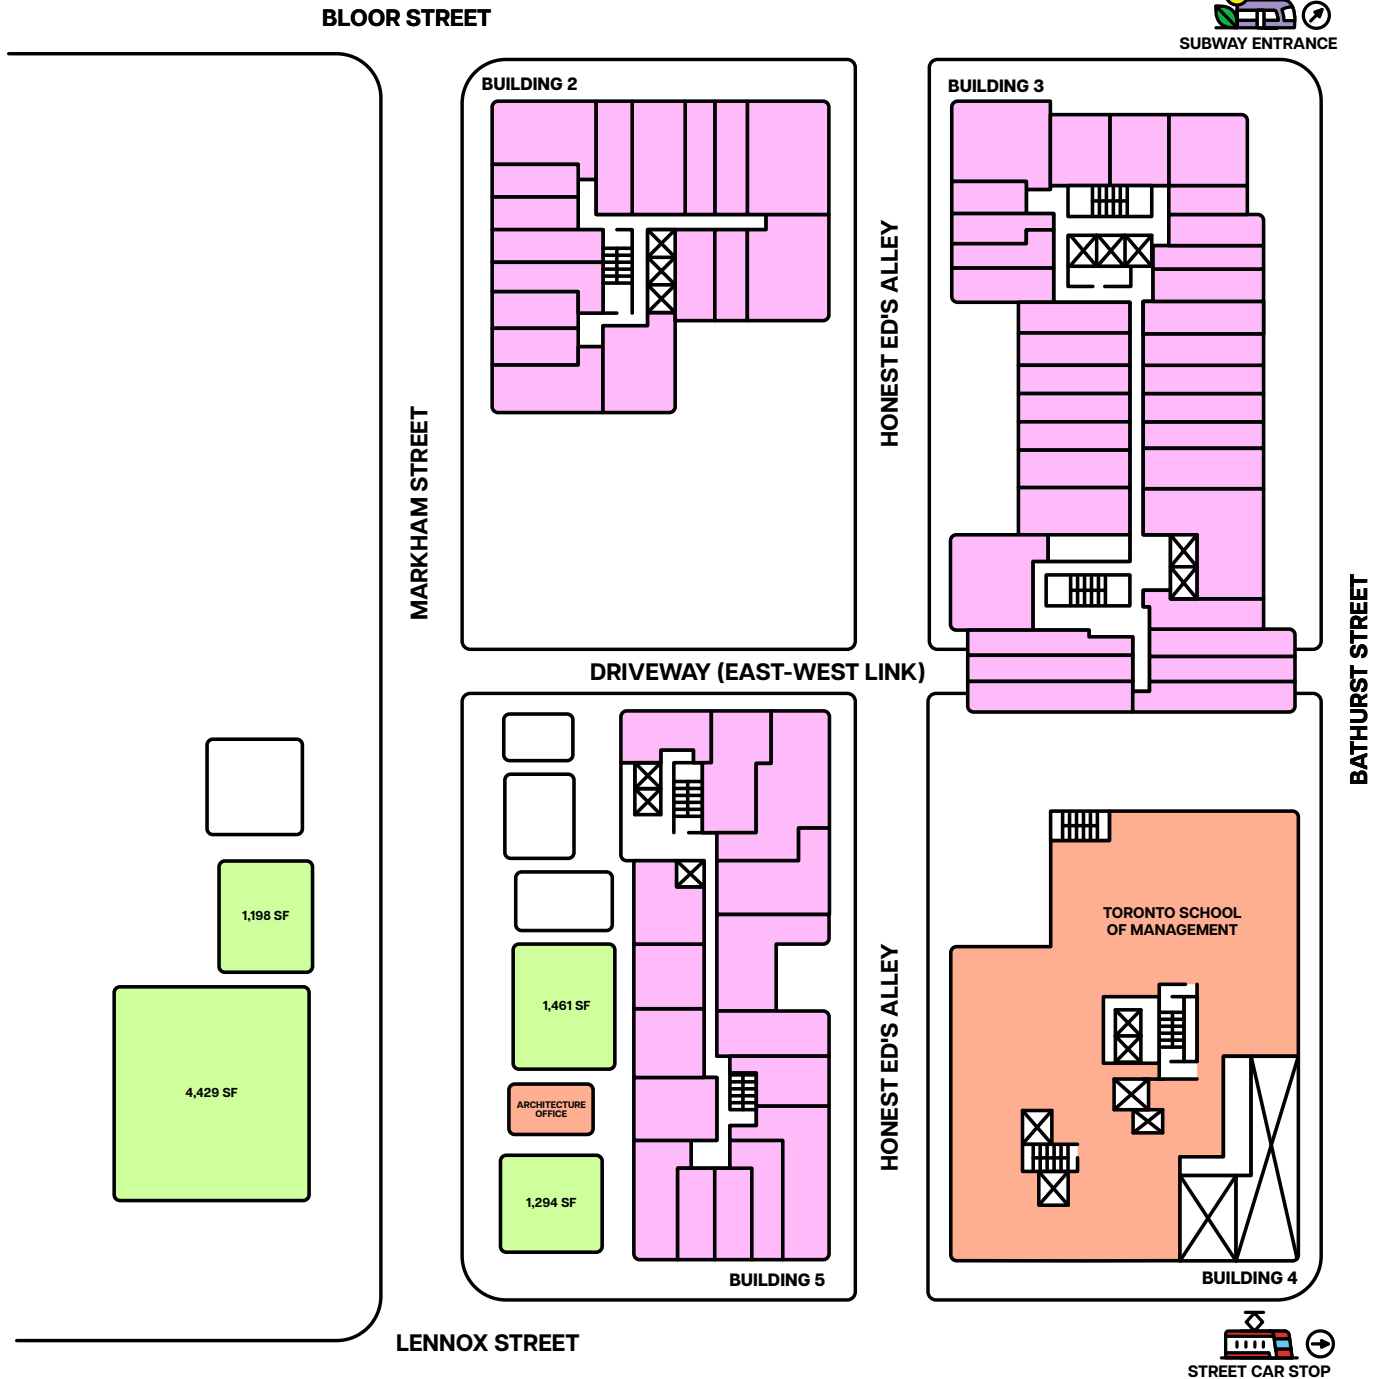 BLOOR STREET
SUBWAY ENTRANCE
BUILDING 2
BUILDING 3
HONEST ED'S ALLEY
MARKHAM STREET
BATHURST STREET
DRIVEWAY (EAST-WEST LINK)
1,198 SF
TORONTO SCHOOL
OF MANAGEMENT
1,461 SF
HONEST ED'S ALLEY
4,429 SF
ARCHITECTURE
OFFICE
1,294 SF
BUILDING 5
BUILDING 4
LENNOX STREET
STREET CAR STOP